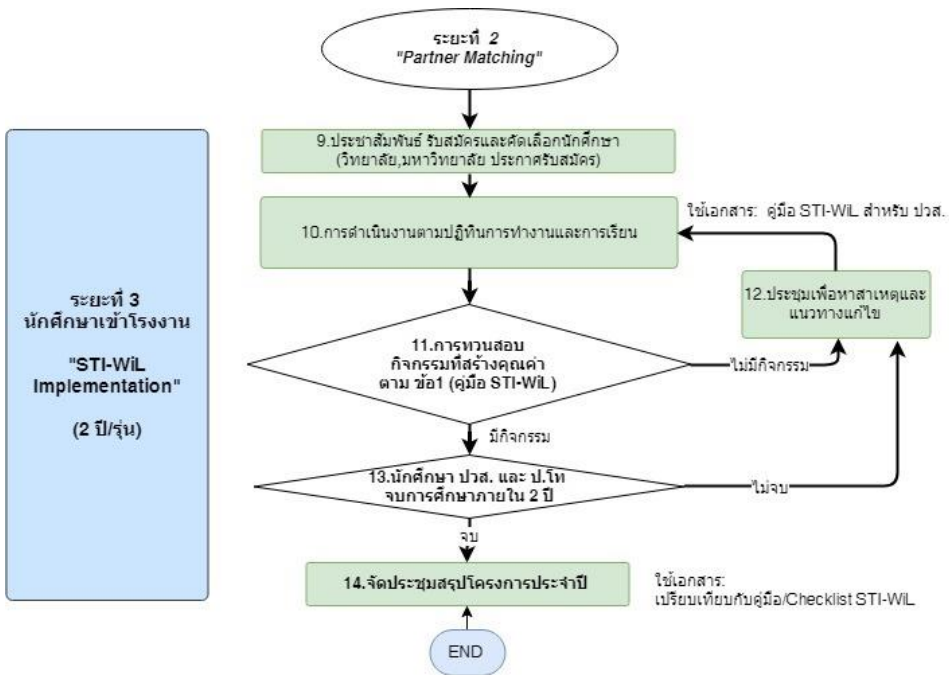 ระยะที่ 2
"Partner Matching"
9.ประชาสัมพันธ์ รับสมัครและคัดเลือกนักศึกษา
(วิทยาลัย,มหาวิทยาลัย ประกาศรับสมัคร)
ใช้เอกสาร: คู่มือ STI-WiL สำหรับ ปวส.
10.การดำเนินงานตามปฏิทินการทำงานและการเรียน
ระยะที่ 3
นักศึกษาเข้าโรงงาน
"STI-WiL
Implementation"
(2 ปี/รุ่น)
12.ประชุมเพื่อหาสาเหตุและ
แนวทางแก้ไข
11.การทวนสอบ
กิจกรรมที่สร้างคุณค่า
ตาม ข้อ1 (คู่มือ STI-WiL)
ไม่มีกิจกรรม
มีกิจกรรม
13.นักศึกษา ปวส. และ ป.โท
จบการศึกษาภายใน 2 ปี
ไม่จบ
จบ
14.จัดประชุมสรุปโครงการประจำปี
ใช้เอกสาร:
เปรียบเทียบกับคู่มือ/Checklist STI-WiL
END